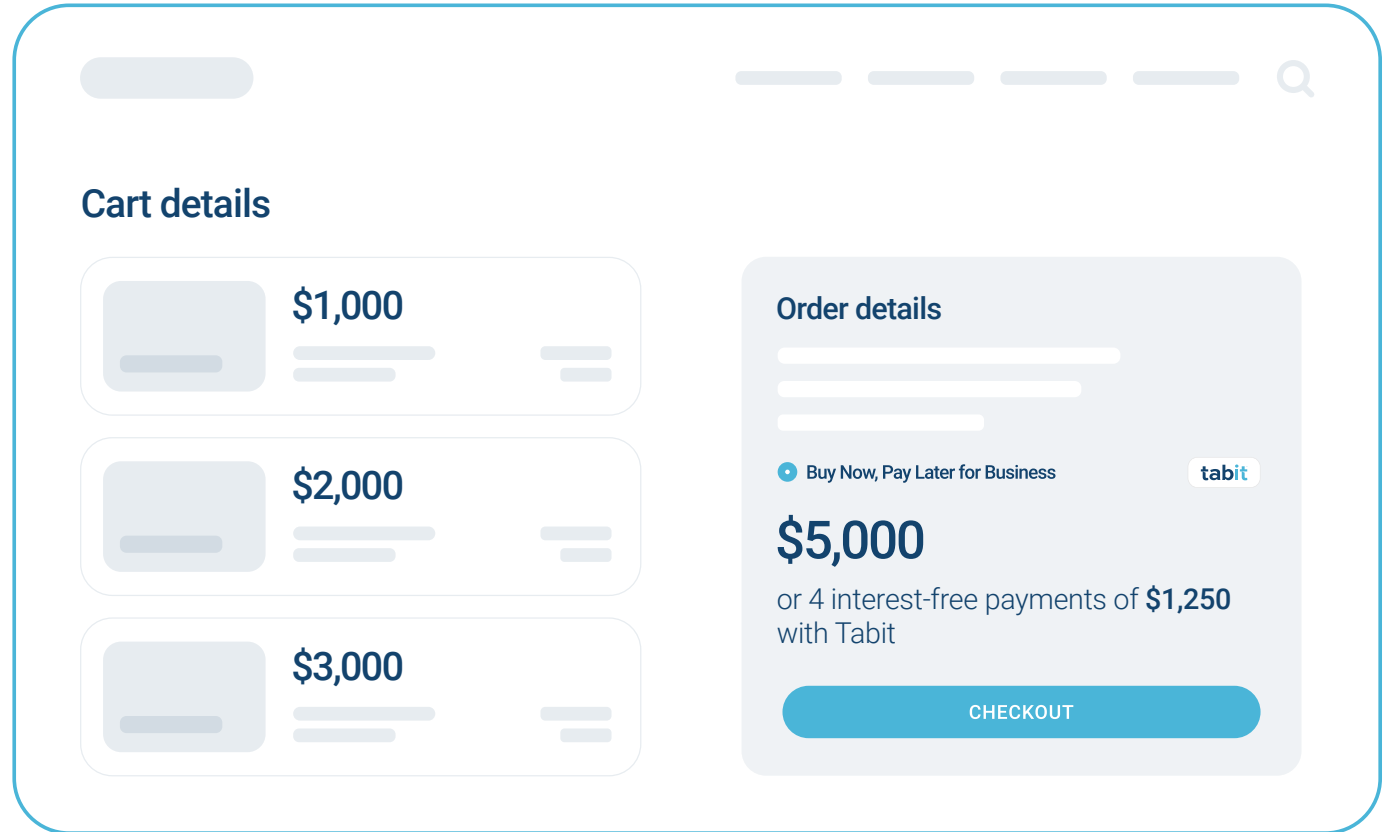 Cart details
$1,000
$2,000
$3,000
Order details
Buy Now, Pay Later for Business
tabit
$5,000
or 4 interest-free payments of $1,250
with Tabit
CHECKOUT